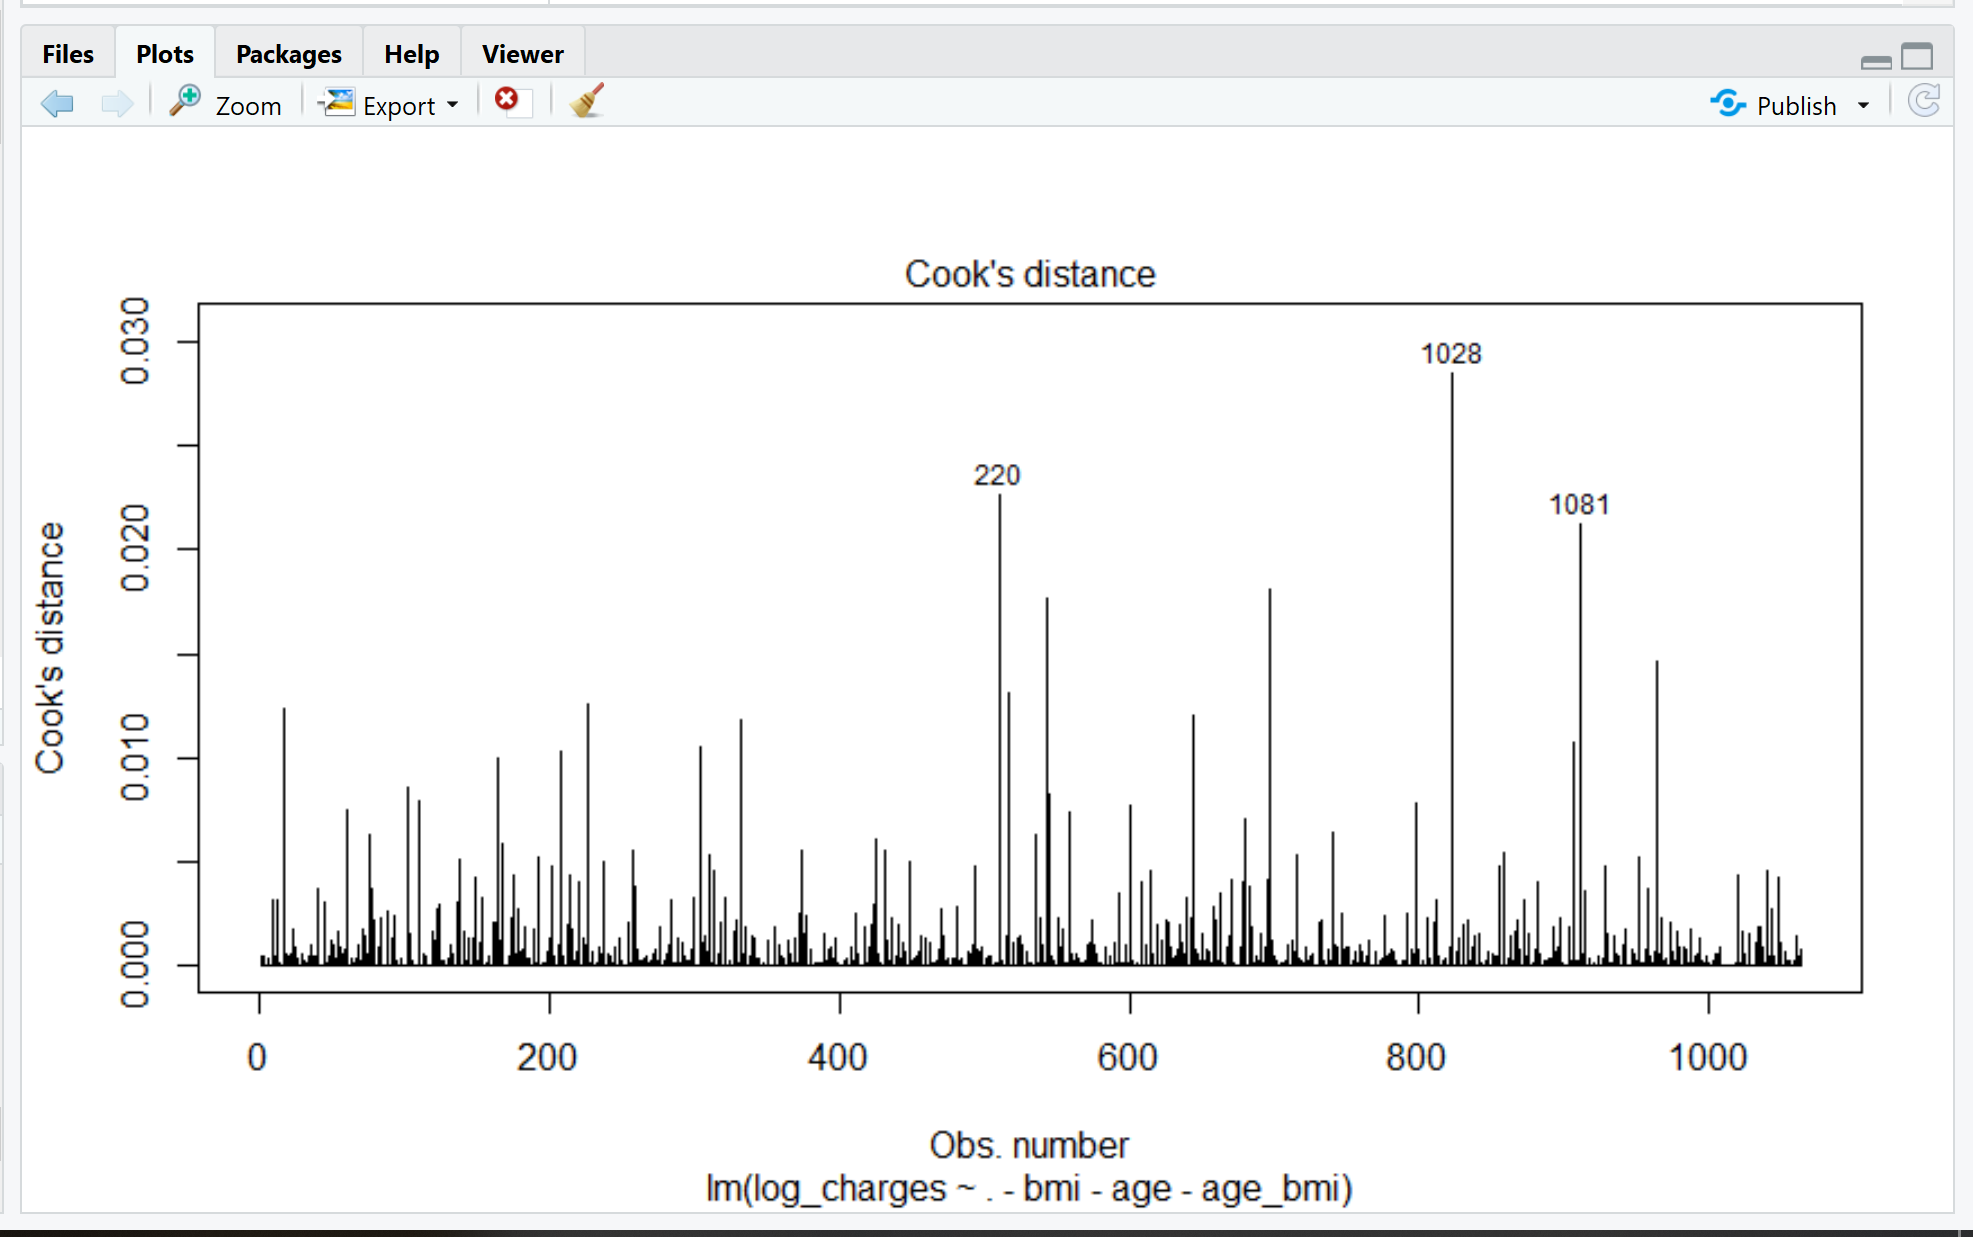 Files Plots Packages Help Viewer
Zoom Export Publish
Cook's distance
Cook's distance
0.030
0.020
0.010
0.000
1028
220
1081
0 200 400 600 800 1000
Obs. number
lm(log_charges ~ . - bmi - age - age_bmi)